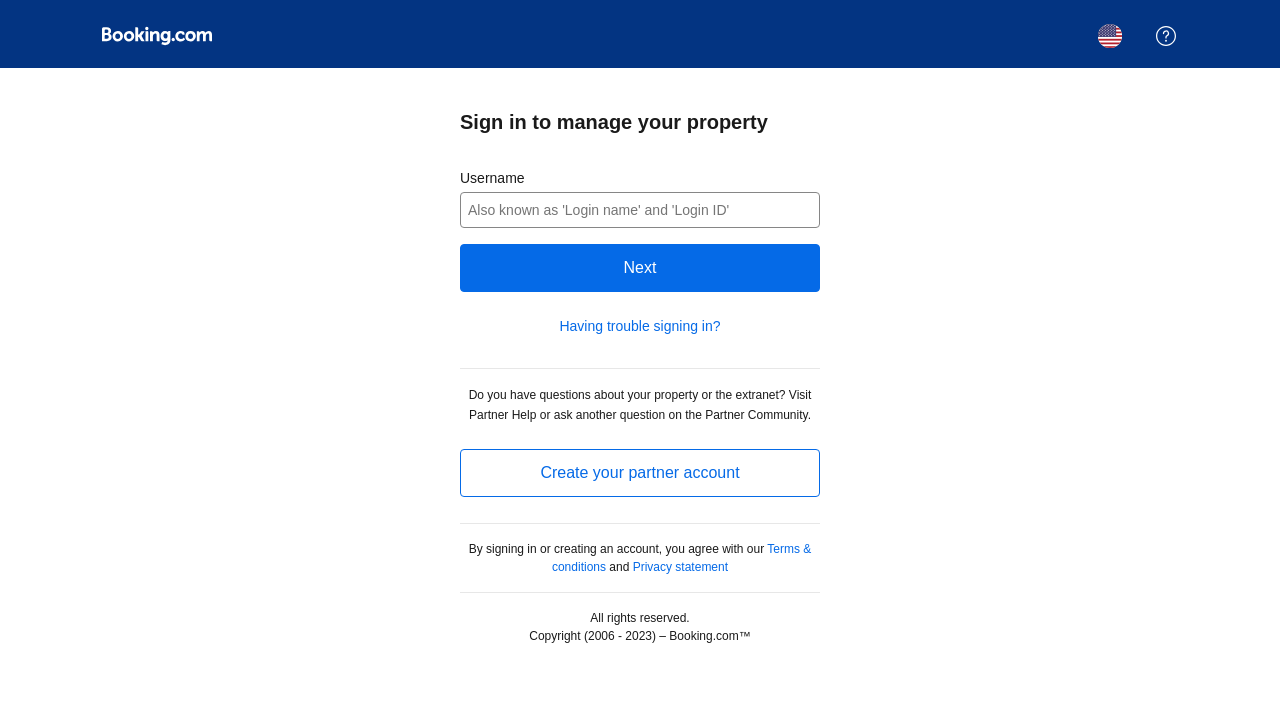 Booking.com
Sign in to manage your property
Username
Also known as 'Login name' and 'Login ID'
Next
Having trouble signing in?
Do you have questions about your property or the extranet? Visit
Partner Help or ask another question on the Partner Community.
Create your partner account
By signing in or creating an account, you agree with our Terms &
conditions and Privacy statement
All rights reserved.
Copyright (2006 - 2023) – Booking.com™